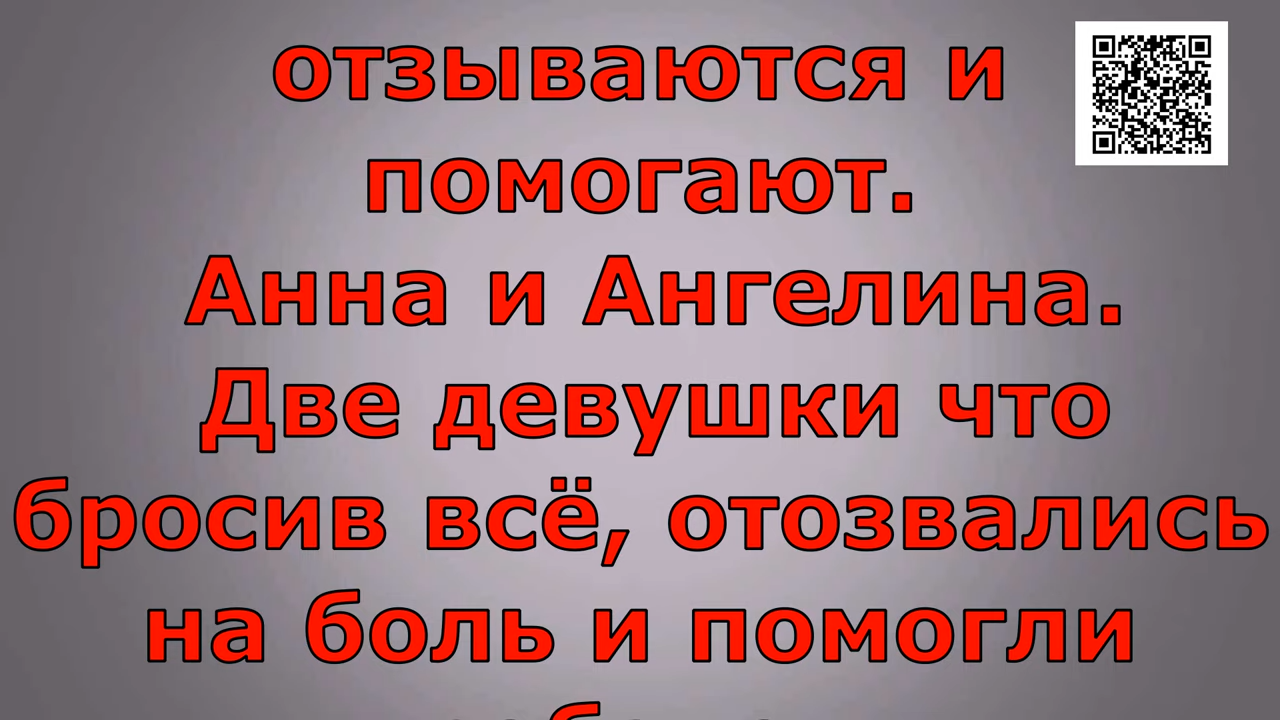 отзываются и
помогают.
Анна и Ангелина.
Две девушки что
бросив всё, отозвались
на боль и помогли